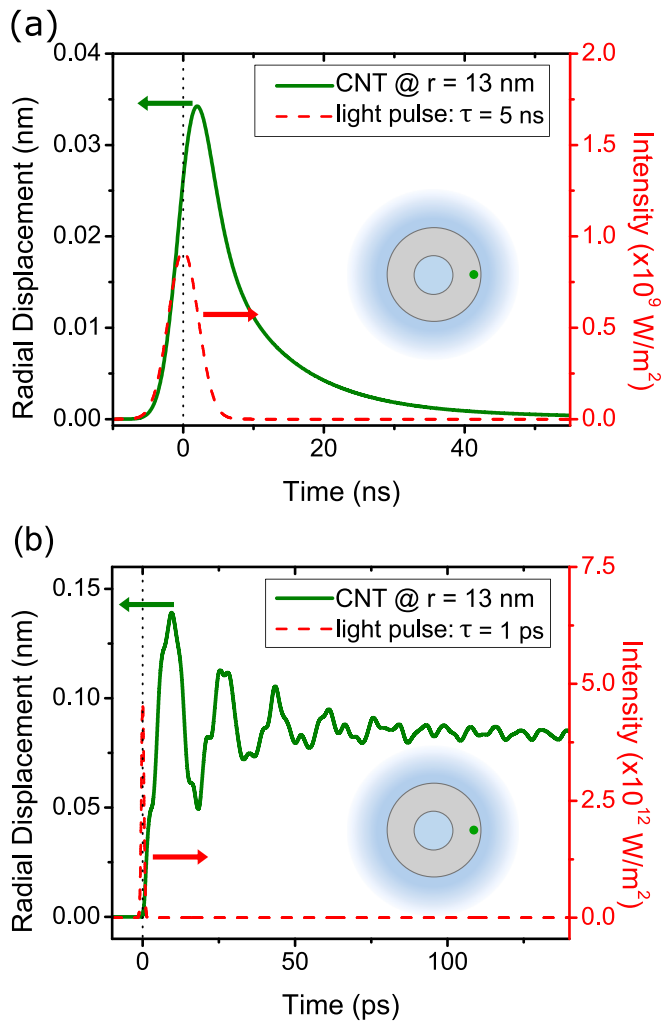 (a)
0.04
0.03
0.02
0.01
0.00
Radial Displacement (nm)
CNT @ r = 13 nm
light pulse: τ = 5 ns
2.0
1.5
1.0
0.5
0.0
Intensity (x10⁹ W/m²)
0
20
40
Time (ns)
(b)
0.15
0.10
0.05
0.00
Radial Displacement (nm)
CNT @ r = 13 nm
light pulse: τ = 1 ps
7.5
5.0
2.5
0.0
Intensity (x10¹² W/m²)
0
50
100
Time (ps)